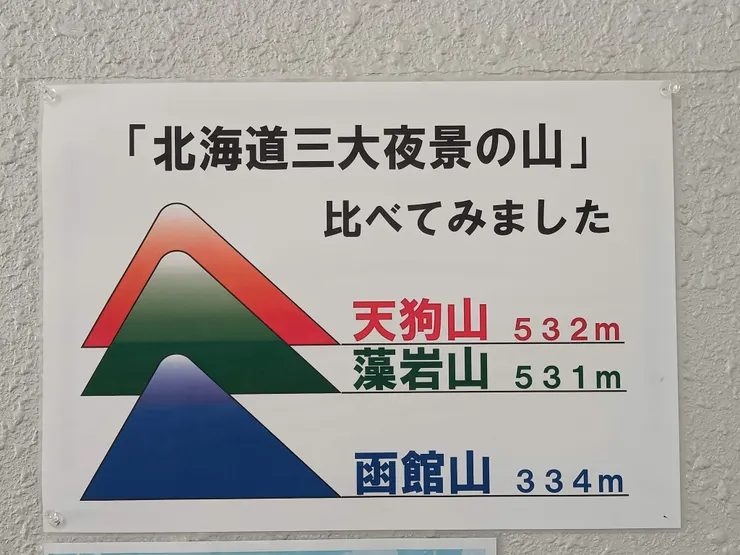 「北海道三大夜景の山」
比べてみました
天狗山 532m
藻岩山 531m
函館山 334m